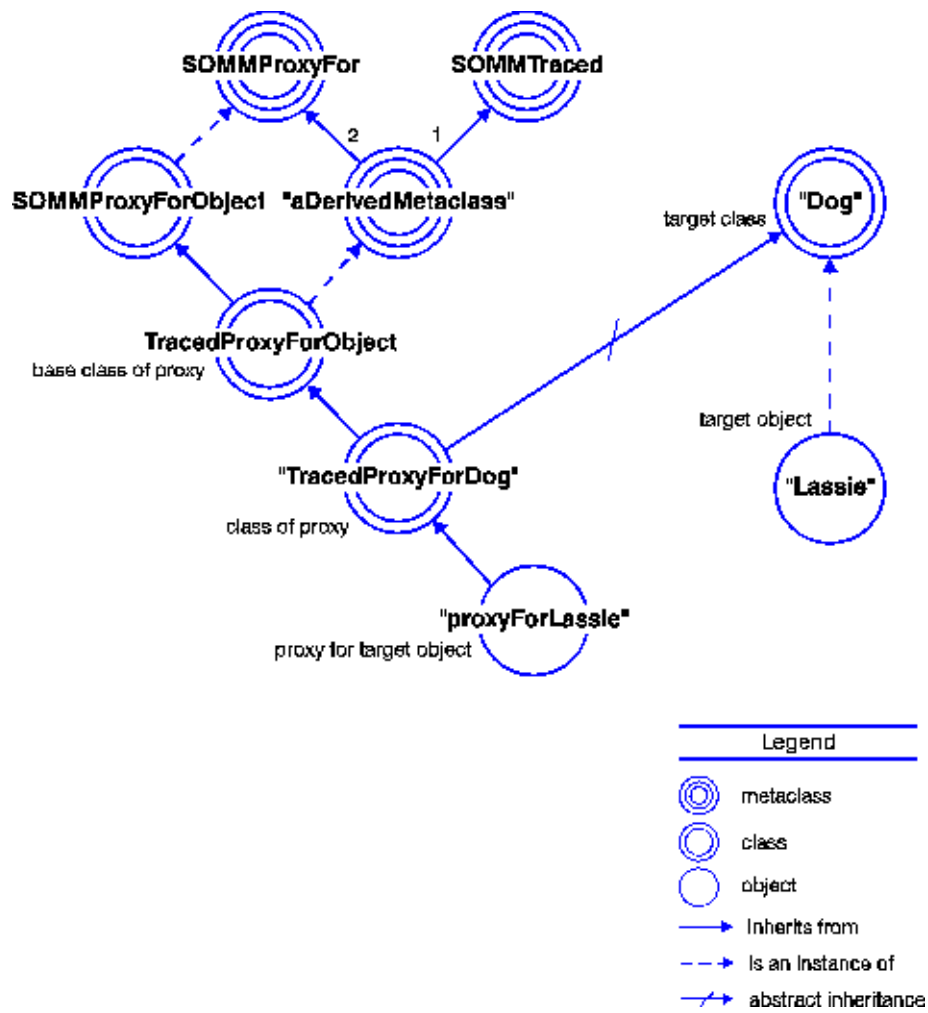 SOMMProxyFor
SOMMTraced
2
1
SOMMProxyForObject
"aDerivedMetaclass"
"Dog"
target class
TracedProxyForObject
base class of proxy
target object
"TracedProxyForDog"
"Lassie"
class of proxy
"proxyForLassie"
proxy for target object
Legend
metaclass
class
object
Inherits from
Is an Instance of
abstract inheritance